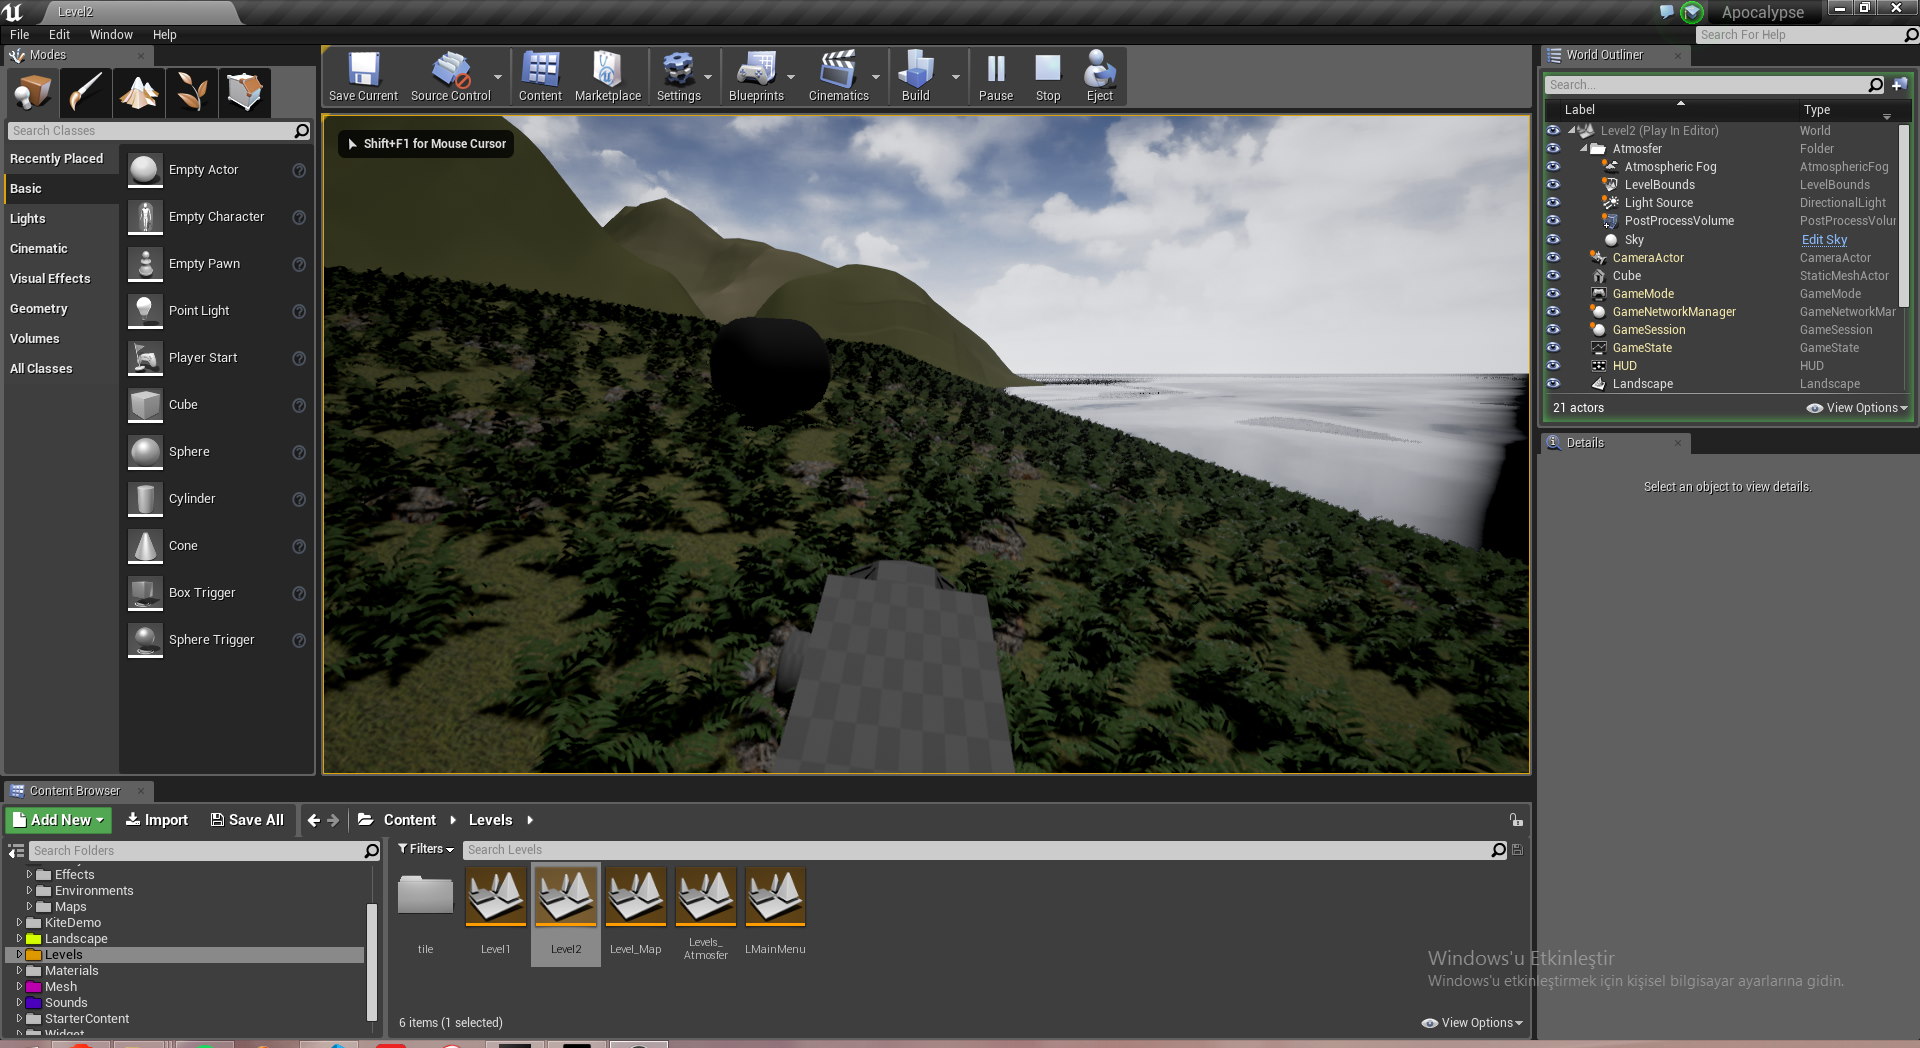 Level2
Apocalypse
File Edit Window Help
Search For Help
Modes
Search Classes
Recently Placed
Basic
Lights
Cinematic
Visual Effects
Geometry
Volumes
All Classes
Empty Actor
Empty Character
Empty Pawn
Point Light
Player Start
Cube
Sphere
Cylinder
Cone
Box Trigger
Sphere Trigger
Save Current
Source Control
Content
Marketplace
Settings
Blueprints
Cinematics
Build
Pause
Stop
Eject
Shift+F1 for Mouse Cursor
World Outliner
Search...
Label Type
Level2 (Play In Editor) World
Atmosfer Folder
Atmospheric Fog AtmosphericFog
LevelBounds LevelBounds
Light Source DirectionalLight
PostProcessVolume PostProcessVolur
Sky Edit Sky
CameraActor CameraActor
Cube StaticMeshActor
GameMode GameMode
GameNetworkManager GameNetworkMar
GameSession GameSession
GameState GameState
HUD HUD
Landscape Landscape
21 actors View Options
Details
Select an object to view details.
Content Browser
Add New Import Save All Content Levels
Search Folders
Effects
Environments
Maps
KiteDemo
Landscape
Levels
Materials
Mesh
Sounds
StarterContent
Widget
Filters Search Levels
tile
Level1
Level2
Level_Map
Levels_
Atmosfer
LMainMenu
6 items (1 selected) View Options
Windows'u Etkinleştir
Windows'u etkinleştirmek için kişisel bilgisayar ayarlarına gidin.